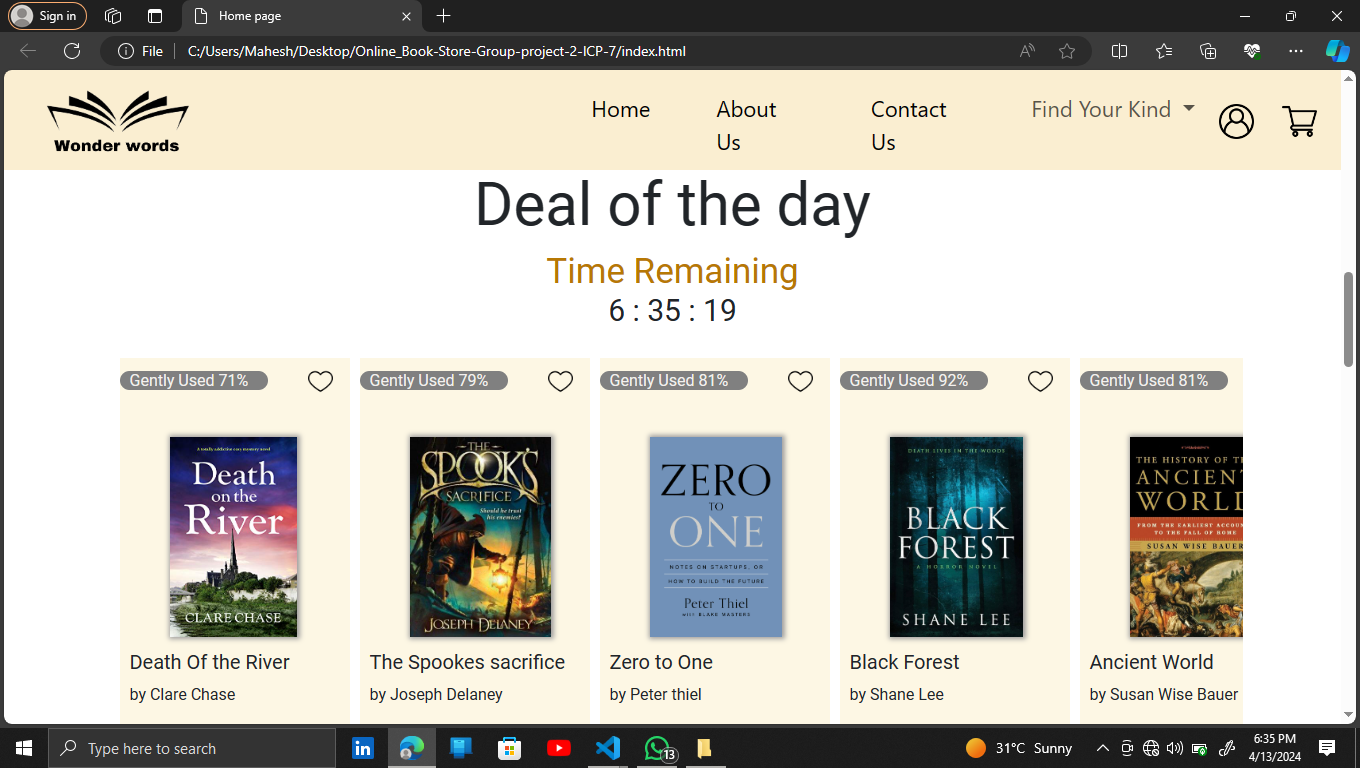 Sign in
Home page
File
C:/Users/Mahesh/Desktop/Online_Book-Store-Group-project-2-ICP-7/index.html
Wonder words
Home
About
Us
Contact
Us
Find Your Kind
Deal of the day
Time Remaining
6 : 35 : 19
Gently Used 71%
Gently Used 79%
Gently Used 81%
Gently Used 92%
Gently Used 81%
A totally addictive cozy mystery novel
Death
on the
River
CLARE CHASE
THE
SPOOK'S
SACRIFICE
Should he trust
his enemies?
JOSEPH DELANEY
ZERO
TO
ONE
NOTES ON STARTUPS, OR
HOW TO BUILD THE FUTURE
Peter Thiel
WITH BLAKE MASTERS
DEATH LIVES IN THE WOODS
BLACK
FOREST
A HORROR NOVEL
SHANE LEE
THE HISTORY OF T
ANCIENT
WORLD
FROM THE EARLIEST ACCOUN
TO THE FALL OF ROME
SUSAN WISE BAUER
Death Of the River
by Clare Chase
The Spookes sacrifice
by Joseph Delaney
Zero to One
by Peter thiel
Black Forest
by Shane Lee
Ancient World
by Susan Wise Bauer
Type here to search
in
13
31°C Sunny
6:35 PM
4/13/2024